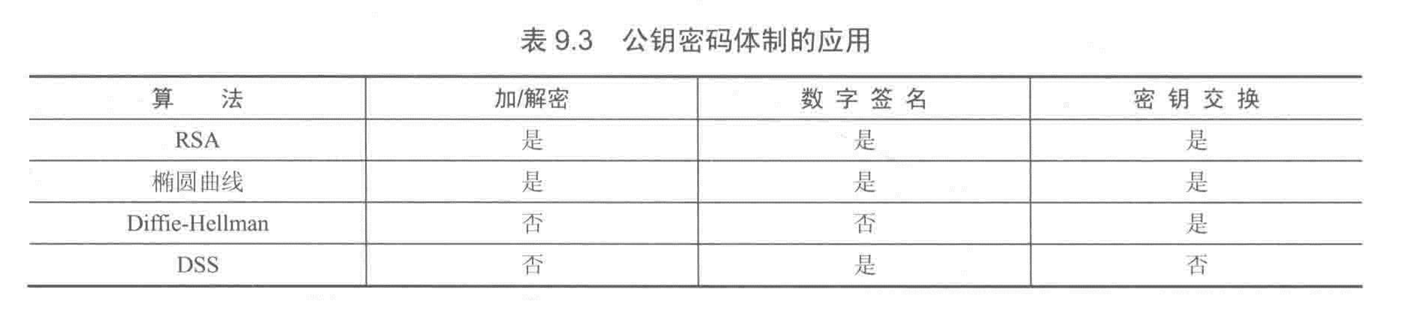 表 9.3 公钥密码体制的应用
算 法 加/解密 数 字 签 名 密 钥 交 换
RSA 是 是 是
椭圆曲线 是 是 是
Diffie-Hellman 否 否 是
DSS 否 是 否